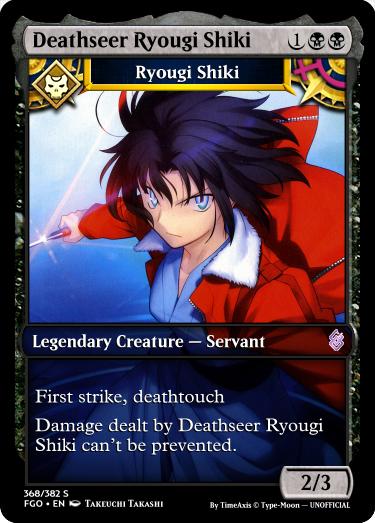 Deathseer Ryougi Shiki 1
Ryougi Shiki
Legendary Creature — Servant
First strike, deathtouch
Damage dealt by Deathseer Ryougi
Shiki can't be prevented.
2/3
368/382 S
FGO • EN Takeuchi Takashi
By TimeAxis © Type-Moon — UNOFFICIAL